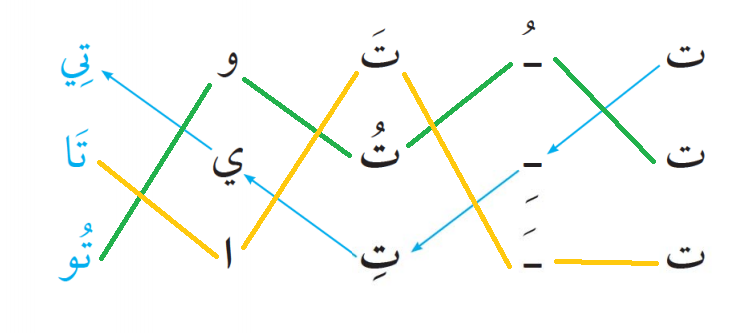 ت ـُ تَ و تِي
ت ـِ تُ ي تَا
ت ـَ تِ ا تُو